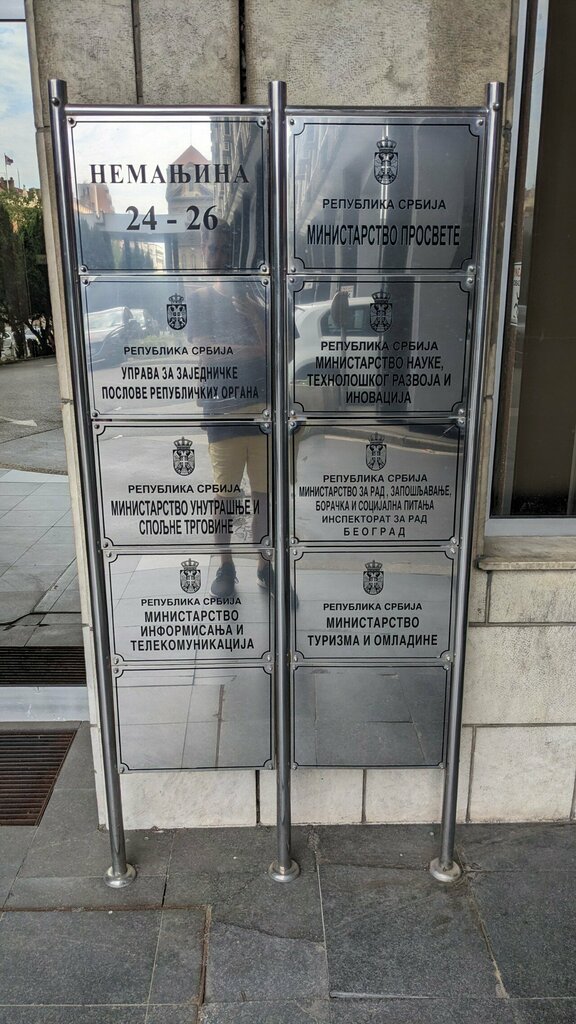 НЕМАЊИНА
24 - 26
РЕПУБЛИКА СРБИЈА
УПРАВА ЗА ЗАЈЕДНИЧКЕ
ПОСЛОВЕ РЕПУБЛИЧКИХ ОРГАНА
РЕПУБЛИКА СРБИЈА
МИНИСТАРСТВО УНУТРАШЊЕ И
СПОЉНЕ ТРГОВИНЕ
РЕПУБЛИКА СРБИЈА
МИНИСТАРСТВО
ИНФОРМИСАЊА И
ТЕЛЕКОМУНИКАЦИЈА
РЕПУБЛИКА СРБИЈА
МИНИСТАРСТВО ПРОСВЕТЕ
РЕПУБЛИКА СРБИЈА
МИНИСТАРСТВО НАУКЕ,
ТЕХНОЛОШКОГ РАЗВОЈА И
ИНОВАЦИЈА
РЕПУБЛИКА СРБИЈА
МИНИСТАРСТВО ЗА РАД , ЗАПОШЉАВАЊЕ,
БОРАЧКА И СОЦИЈАЛНА ПИТАЊА
ИНСПЕКТОРАТ ЗА РАД
БЕОГРАД
РЕПУБЛИКА СРБИЈА
МИНИСТАРСТВО
ТУРИЗМА И ОМЛАДИНЕ